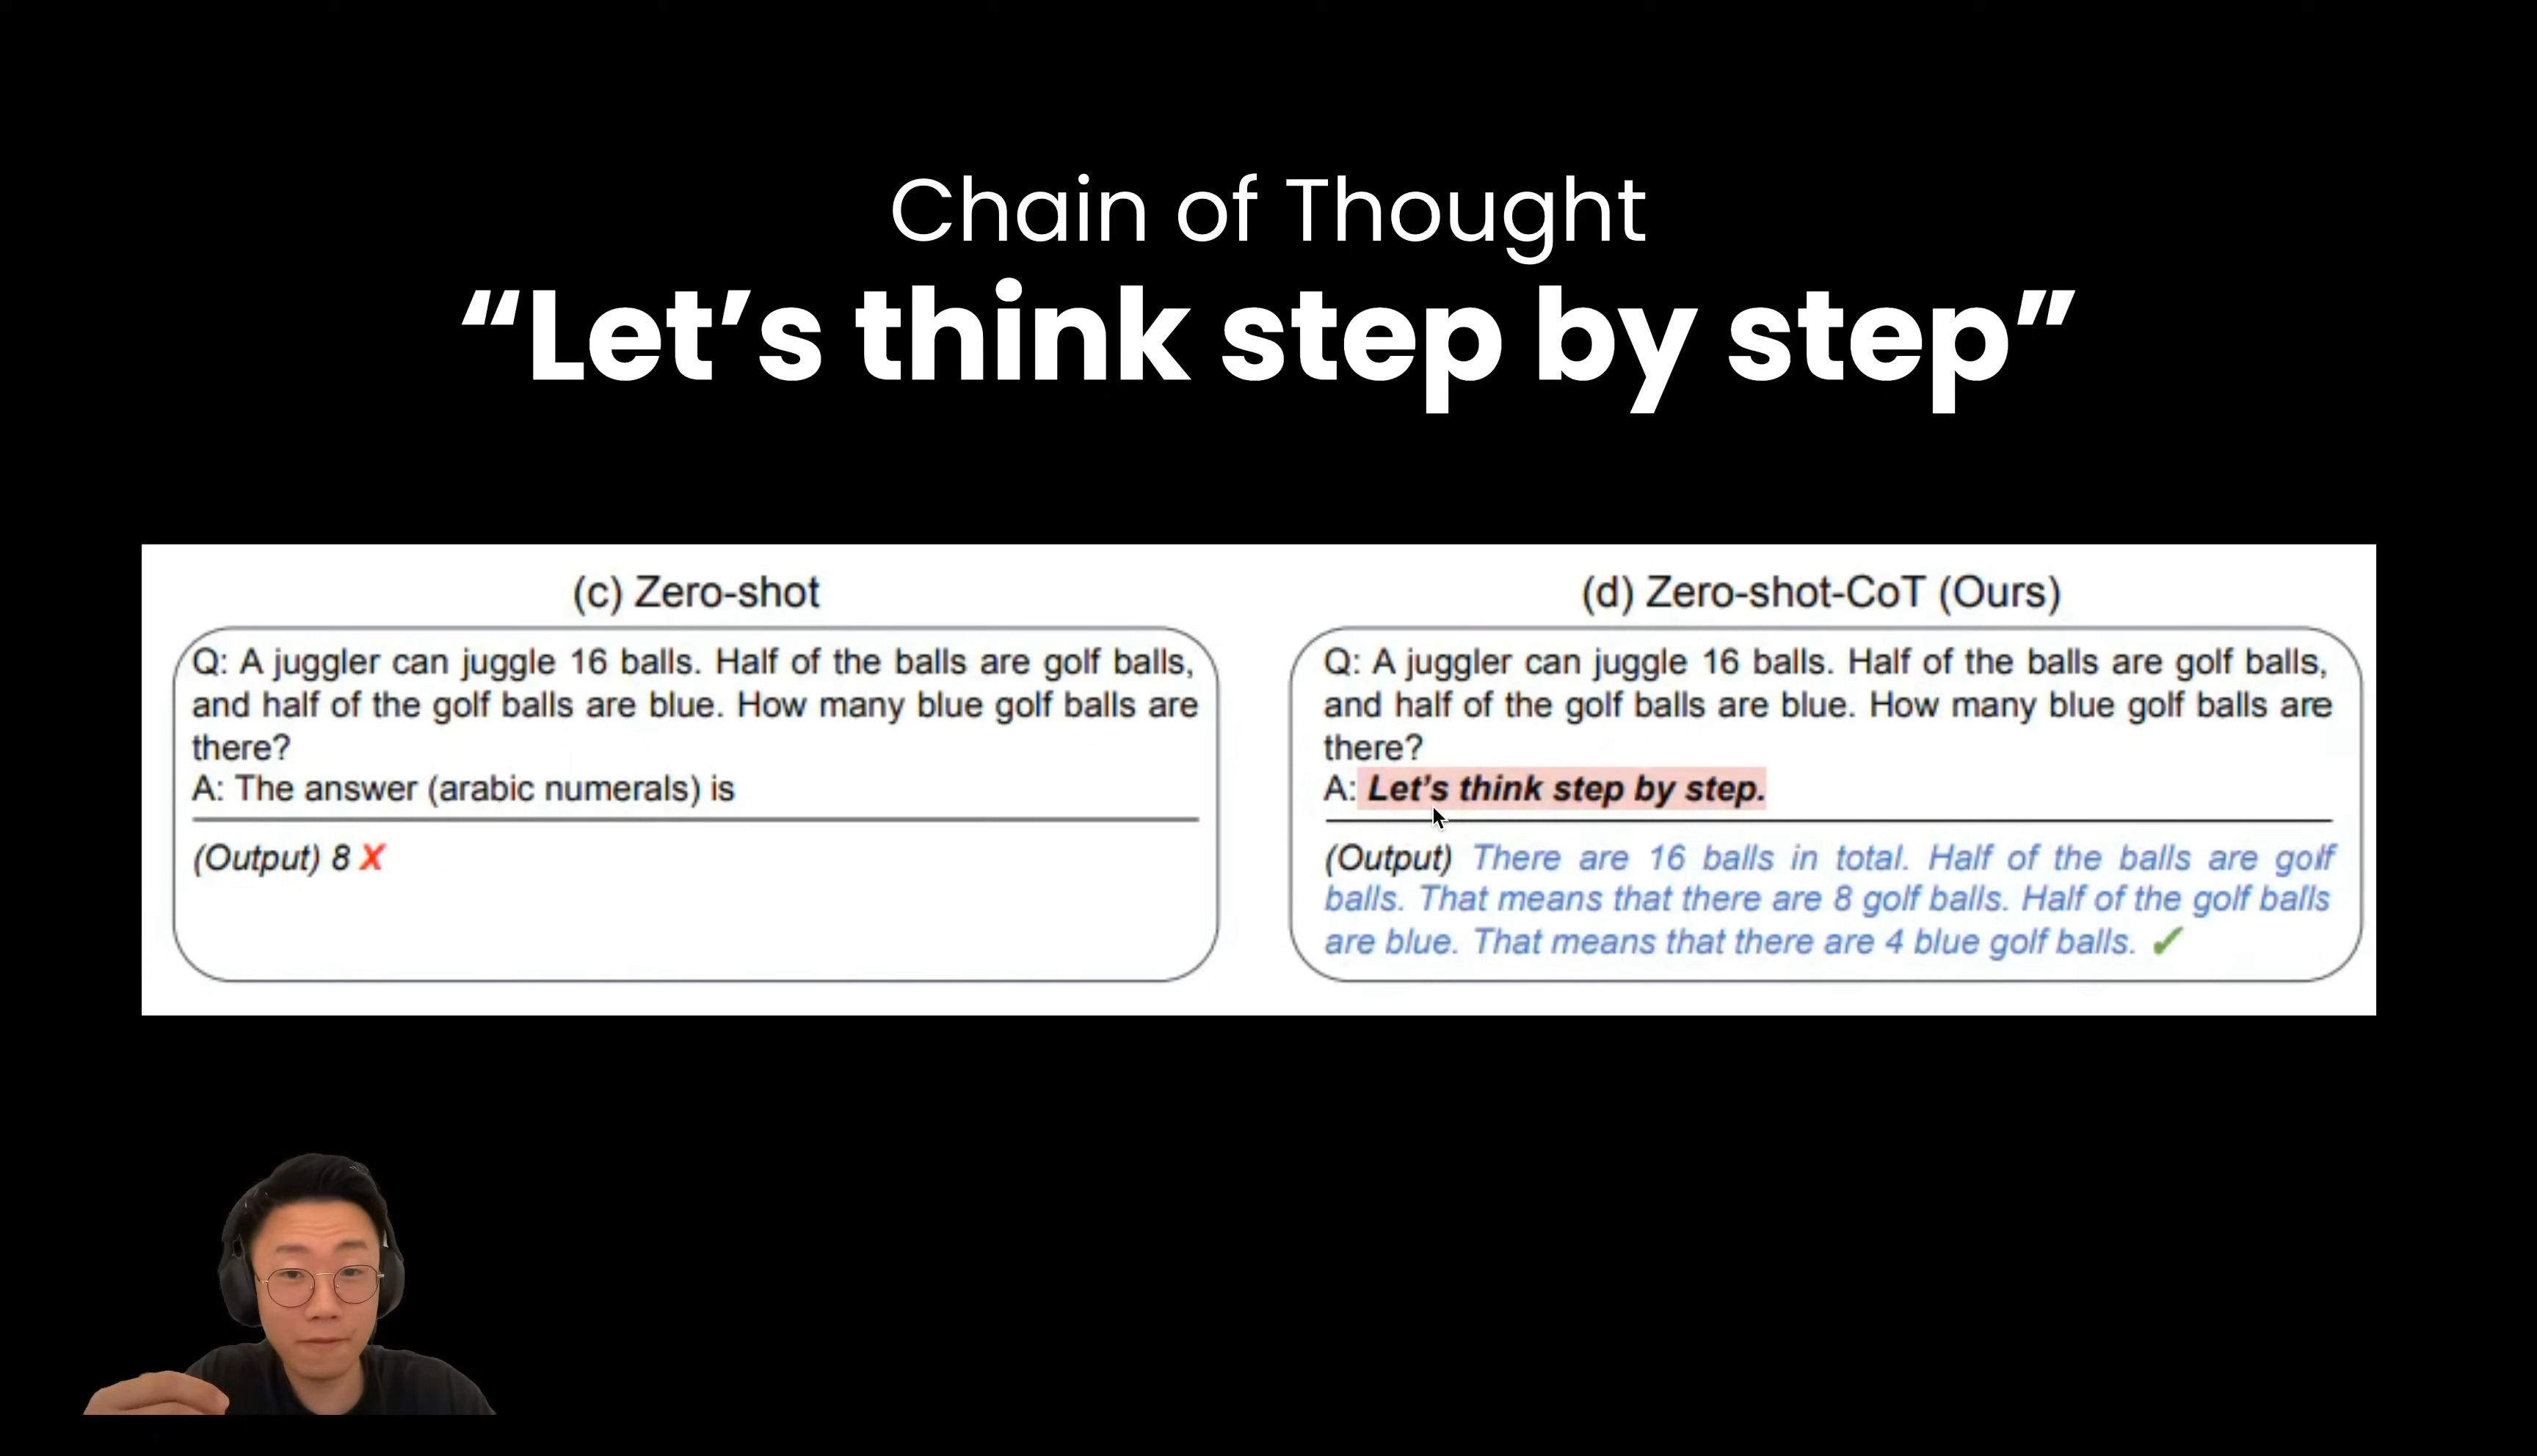 Chain of Thought
“Let’s think step by step”
(c) Zero-shot
Q: A juggler can juggle 16 balls. Half of the balls are golf balls,
and half of the golf balls are blue. How many blue golf balls are
there?
A: The answer (arabic numerals) is
(Output) 8 X
(d) Zero-shot-CoT (Ours)
Q: A juggler can juggle 16 balls. Half of the balls are golf balls,
and half of the golf balls are blue. How many blue golf balls are
there?
A: Let’s think step by step.
(Output) There are 16 balls in total. Half of the balls are golf
balls. That means that there are 8 golf balls. Half of the golf balls
are blue. That means that there are 4 blue golf balls. ✓